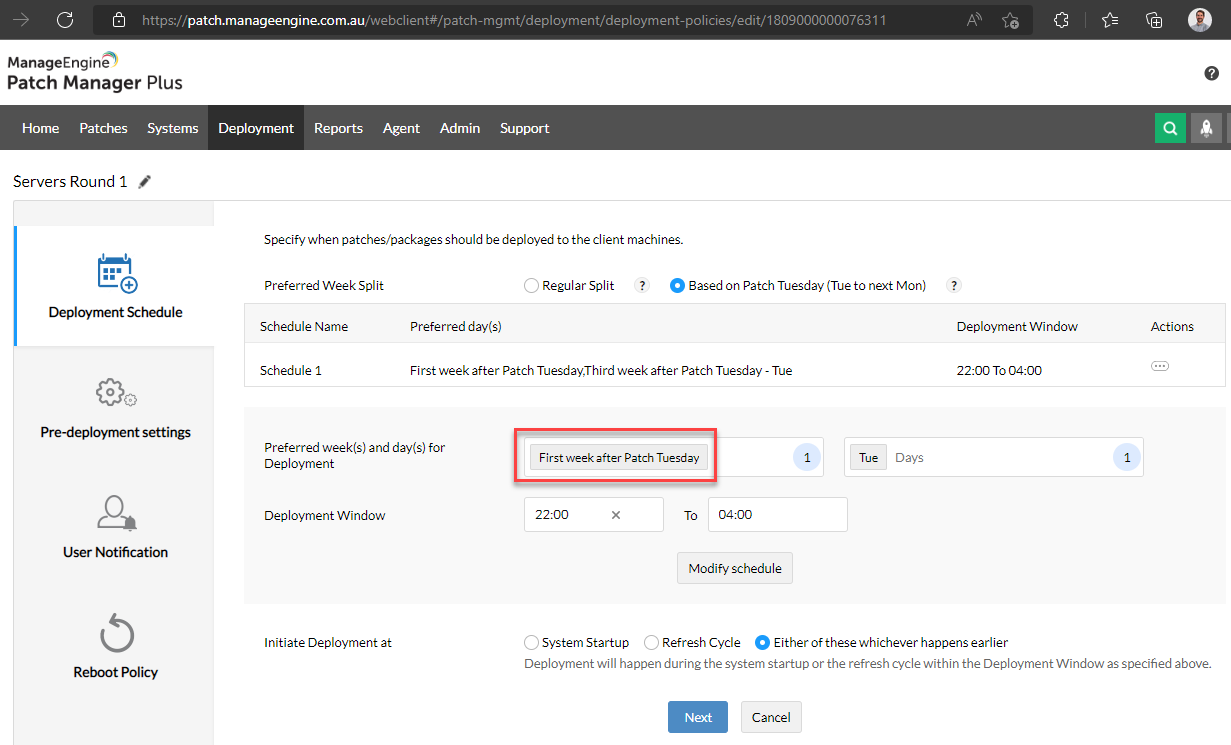 https://patch.manageengine.com.au/webclient#/patch-mgmt/deployment/deployment-policies/edit/1809000000076311
ManageEngine
Patch Manager Plus
Home Patches Systems Deployment Reports Agent Admin Support
Servers Round 1
Deployment Schedule
Pre-deployment settings
User Notification
Reboot Policy
Specify when patches/packages should be deployed to the client machines.
Preferred Week Split Regular Split ? Based on Patch Tuesday (Tue to next Mon) ?
Schedule Name Preferred day(s) Deployment Window Actions
Schedule 1 First week after Patch Tuesday,Third week after Patch Tuesday - Tue 22:00 To 04:00
Preferred week(s) and day(s) for
Deployment
First week after Patch Tuesday 1 Tue Days 1
Deployment Window 22:00 × To 04:00
Modify schedule
Initiate Deployment at System Startup Refresh Cycle Either of these whichever happens earlier
Deployment will happen during the system startup or the refresh cycle within the Deployment Window as specified above.
Next Cancel